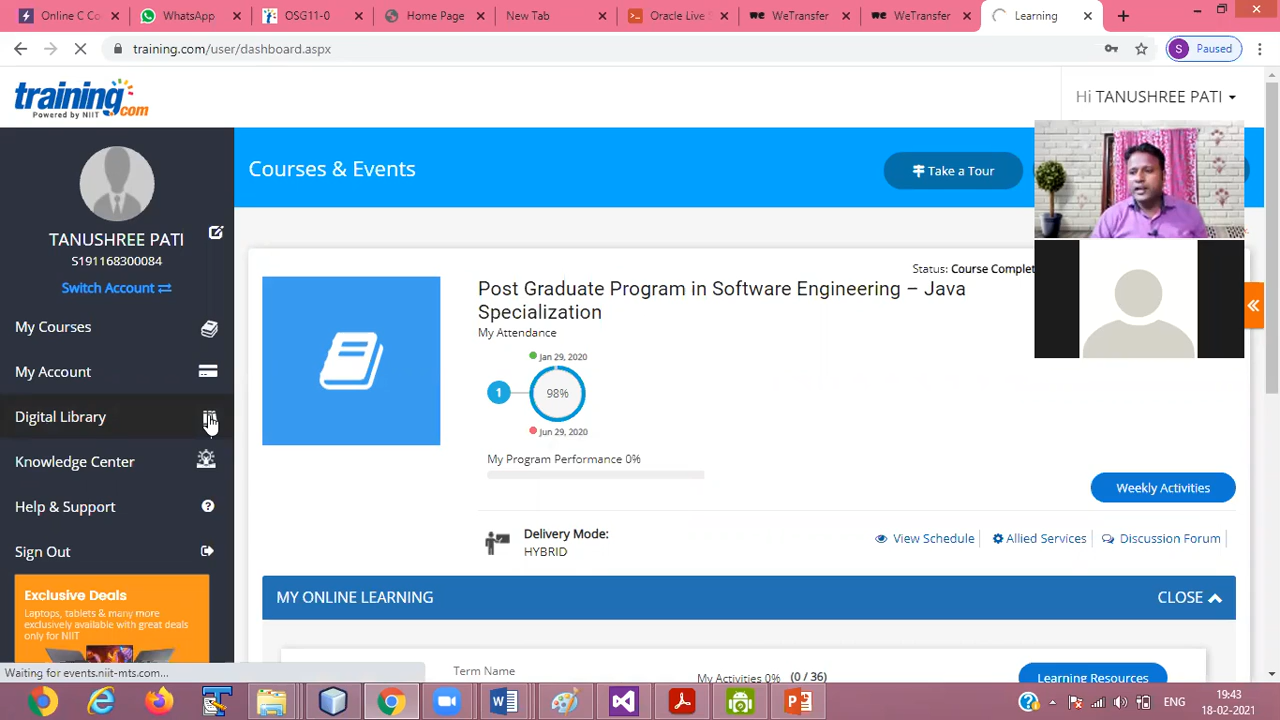 Online C Co
WhatsApp
OSG11-0
Home Page
New Tab
Oracle Live S
WeTransfer
WeTransfer
Learning
training.com/user/dashboard.aspx
S
Paused
training.com
Powered by NIIT
Hi TANUSHREE PATI
TANUSHREE PATI
S191168300084
Switch Account
My Courses
My Account
Digital Library
Knowledge Center
Help & Support
Sign Out
Exclusive Deals
Laptops, tablets & many more
exclusively available with great deals
only for NIIT
Waiting for events.niit-mts.com...
Courses & Events
Take a Tour
Status: Course Complet
Post Graduate Program in Software Engineering – Java
Specialization
My Attendance
Jan 29, 2020
1
98%
Jun 29, 2020
My Program Performance 0%
Weekly Activities
Delivery Mode:
HYBRID
View Schedule
Allied Services
Discussion Forum
MY ONLINE LEARNING
CLOSE
Term Name
My Activities 0% (0 / 36)
Learning Resources
ENG
19:43
18-02-2021